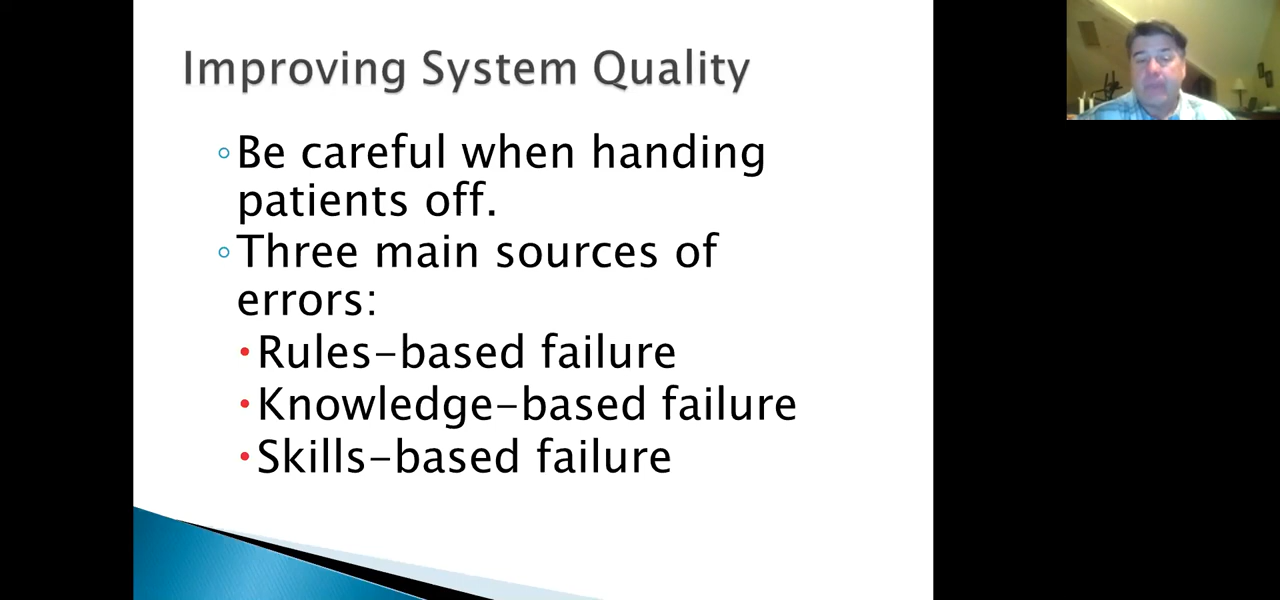 Improving System Quality
◦Be careful when handing
patients off.
◦Three main sources of
errors:
•Rules-based failure
•Knowledge-based failure
•Skills-based failure